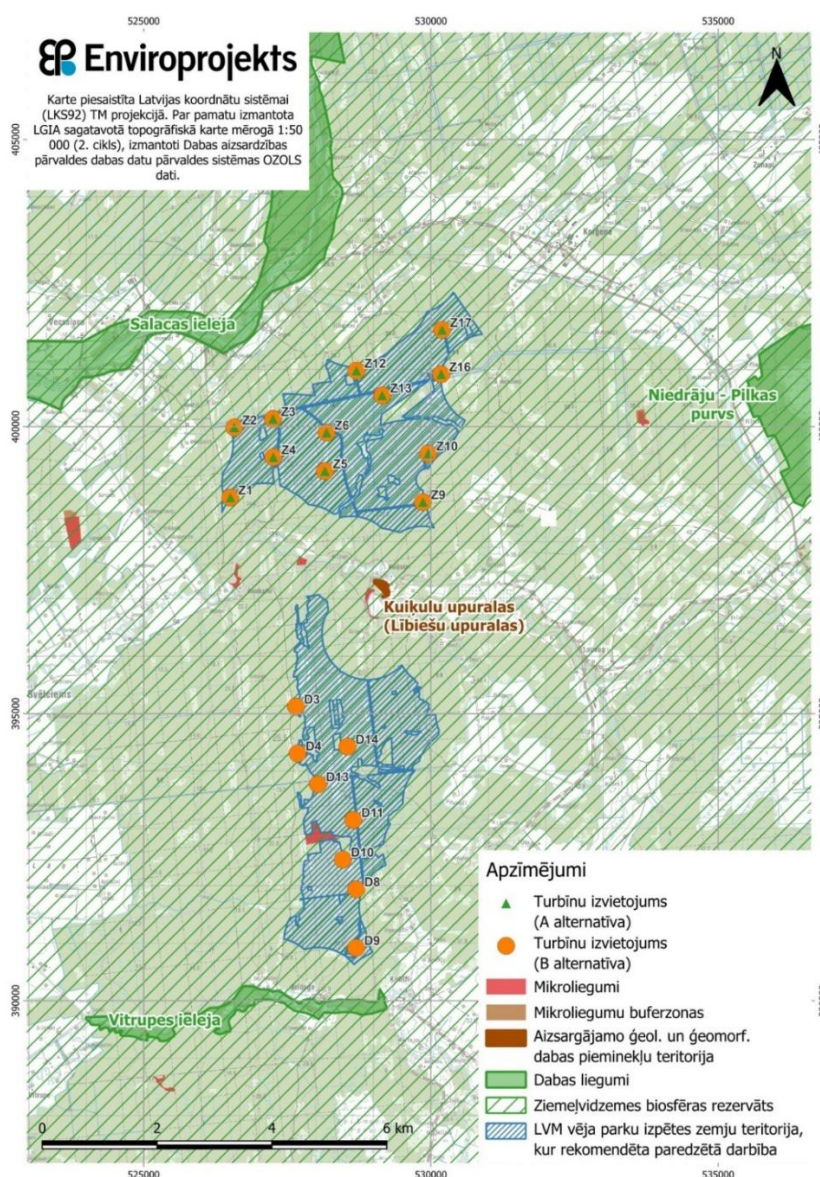 525000
530000
535000
Enviroprojekts
Karte piesaistīta Latvijas koordnātu sistēmai
(LKS92) TM projekcijā. Par pamatu izmantota
LGIA sagatavotā topogrāfiskā karte mērogā 1:50
000 (2. cikls), izmantoti Dabas aizsardzības
pārvaldes dabas datu pārvaldes sistēmas OZOLS
dati.
N
405000
Salacas ieleja
Z17
Z12
Z16
Z13
Niedrāju - Pilkas
purvs
400000
Z3
Z2
Z6
Z4
Z10
Z5
Z1
Z9
Kuiķulu upuralas
(Lībiešu upuralas)
Svētciems
395000
D3
D14
D4
D13
D11
D10
D8
D9
390000
Vitrupes ieleja
Apzīmējumi
Turbīnu izvietojums
(A alternatīva)
Turbīnu izvietojums
(B alternatīva)
Mikroliegumi
Mikroliegumu buferzonas
Aizsargājamo ģeol. un ģeomorf.
dabas pieminekļu teritorija
Dabas liegumi
Ziemeļvidzemes biosfēras rezervāts
LVM vēja parku izpētes zemju teritorija,
kur rekomendēta paredzētā darbība
0 2 4 6 km
525000
530000
535000